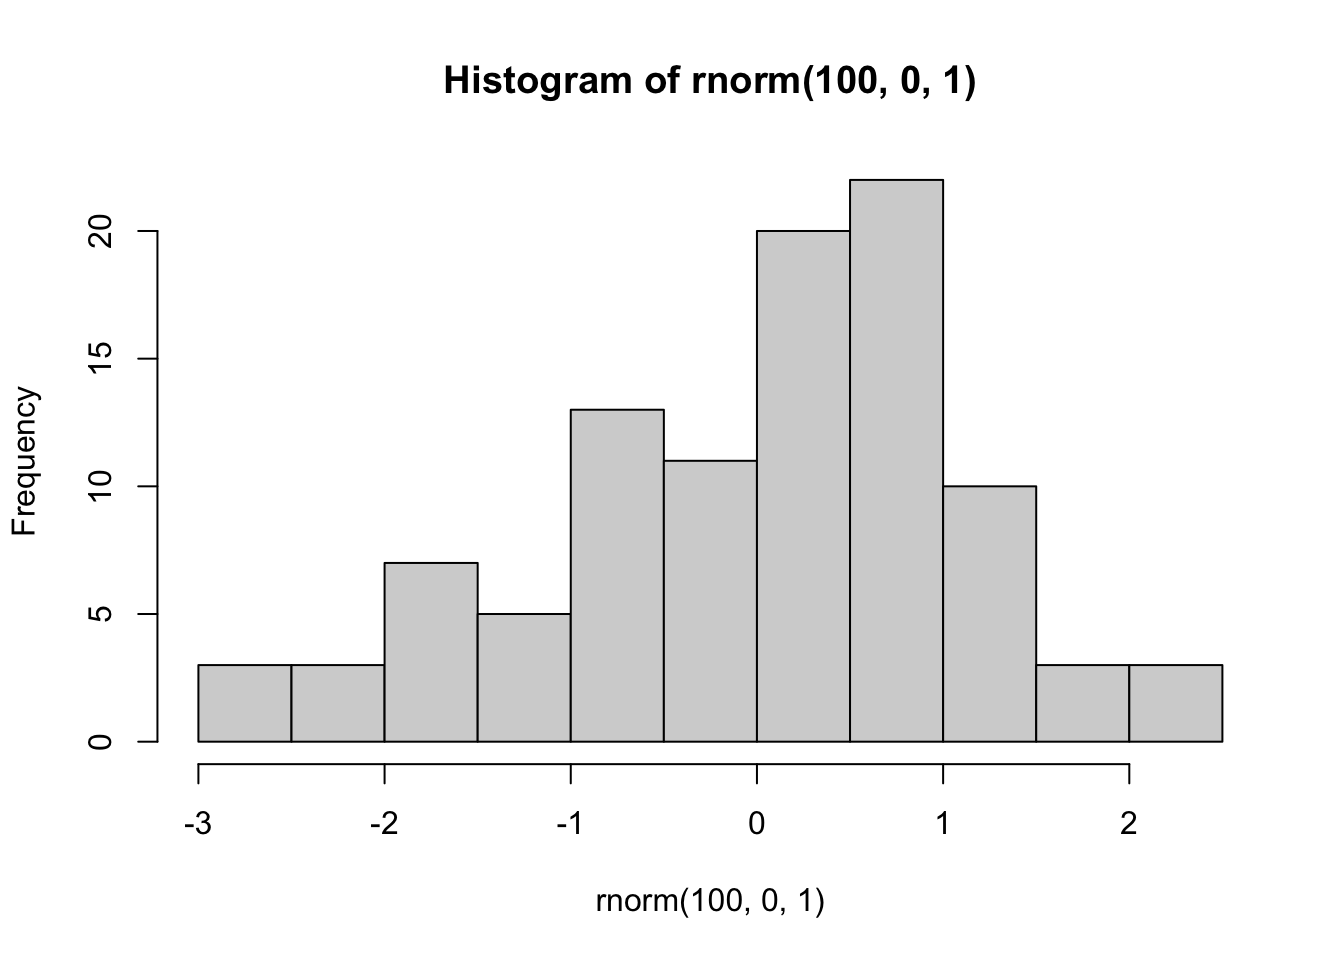 Histogram of rnorm(100, 0, 1)
Frequency
20
15
10
5
0
-3 -2 -1 0 1 2
rnorm(100, 0, 1)